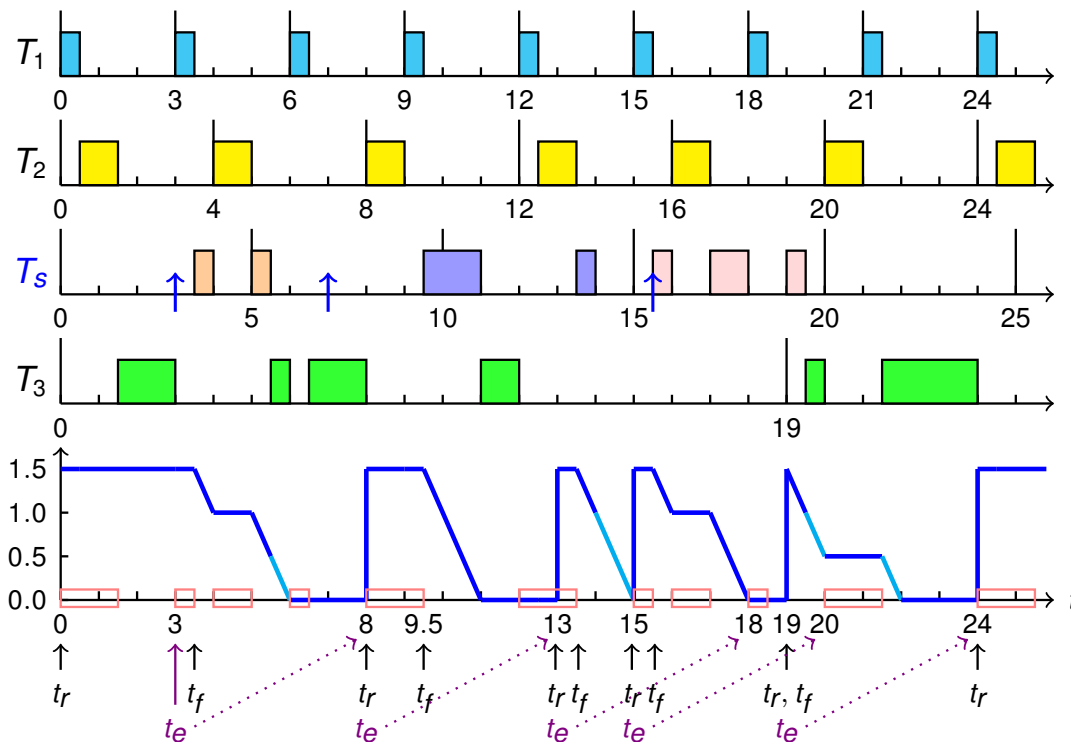 T1
0 3 6 9 12 15 18 21 24
T2
0 4 8 12 16 20 24
Ts
0 5 10 15 20 25
T3
0 19
1.5
1.0
0.5
0.0
0 3 8 9.5 13 15 18 19 20 24
tr tf tr tf tr tf tr tf tr, tf tr
te te te te te